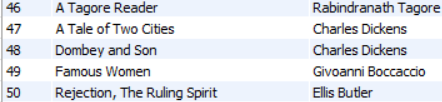 46 A Tagore Reader Rabindranath Tagore
47 A Tale of Two Cities Charles Dickens
48 Dombey and Son Charles Dickens
49 Famous Women Givoanni Boccaccio
50 Rejection, The Ruling Spirit Ellis Butler